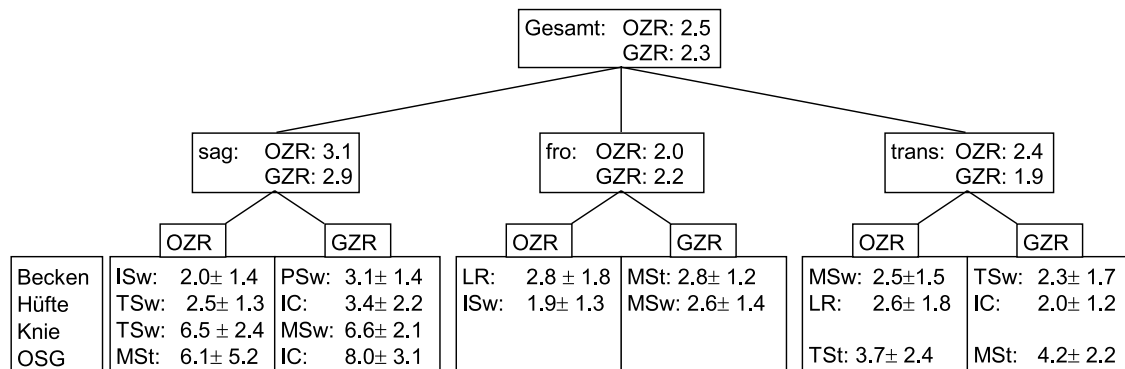 Gesamt: OZR: 2.5
GZR: 2.3
sag: OZR: 3.1
GZR: 2.9
fro: OZR: 2.0
GZR: 2.2
trans: OZR: 2.4
GZR: 1.9
OZR GZR OZR GZR OZR GZR
Becken ISw: 2.0± 1.4 PSw: 3.1± 1.4 LR: 2.8 ± 1.8 MSt: 2.8± 1.2 MSw: 2.5±1.5 TSw: 2.3± 1.7
Hüfte TSw: 2.5± 1.3 IC: 3.4± 2.2 ISw: 1.9± 1.3 MSw: 2.6± 1.4 LR: 2.6± 1.8 IC: 2.0± 1.2
Knie TSw: 6.5 ± 2.4 MSw: 6.6± 2.1
OSG MSt: 6.1± 5.2 IC: 8.0± 3.1 TSt: 3.7± 2.4 MSt: 4.2± 2.2